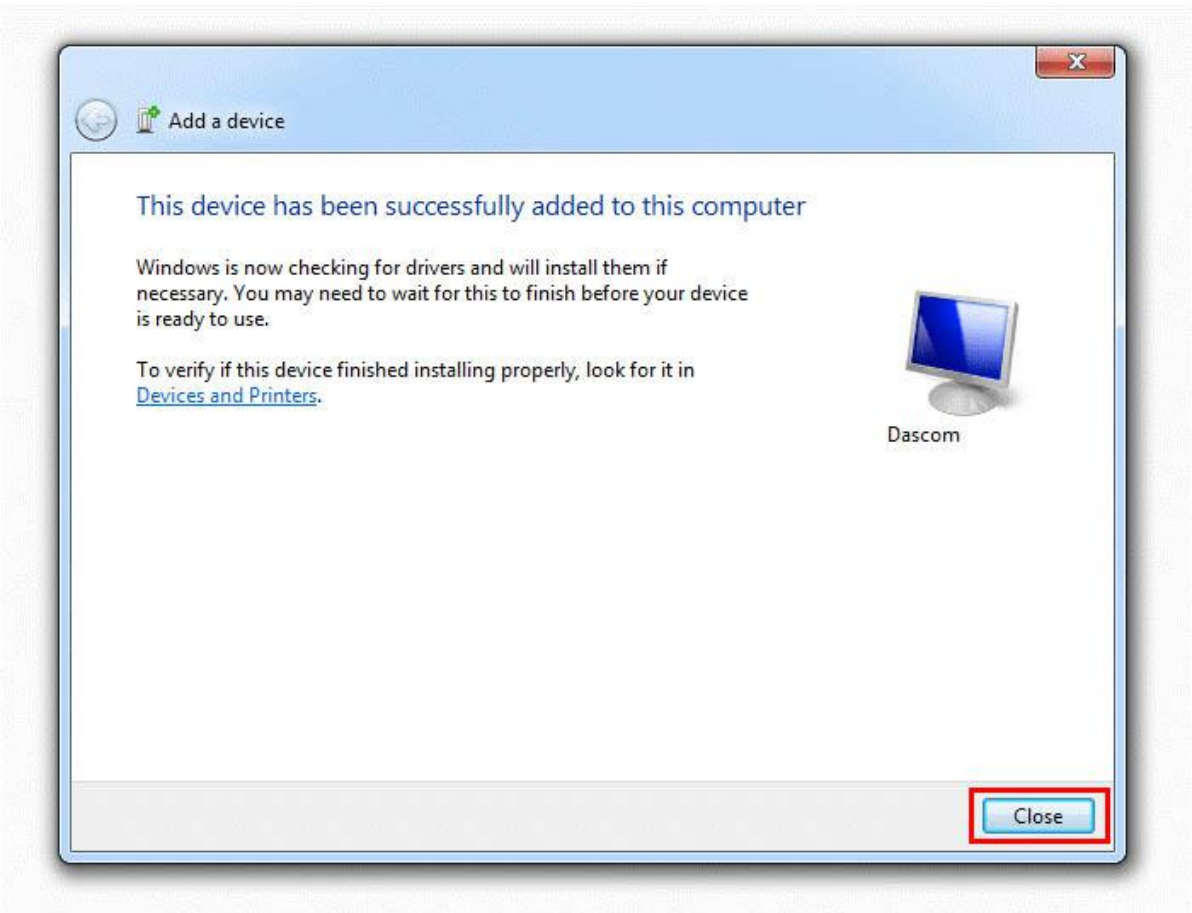 Add a device
This device has been successfully added to this computer
Windows is now checking for drivers and will install them if
necessary. You may need to wait for this to finish before your device
is ready to use.
To verify if this device finished installing properly, look for it in
Devices and Printers.
Dascom
Close